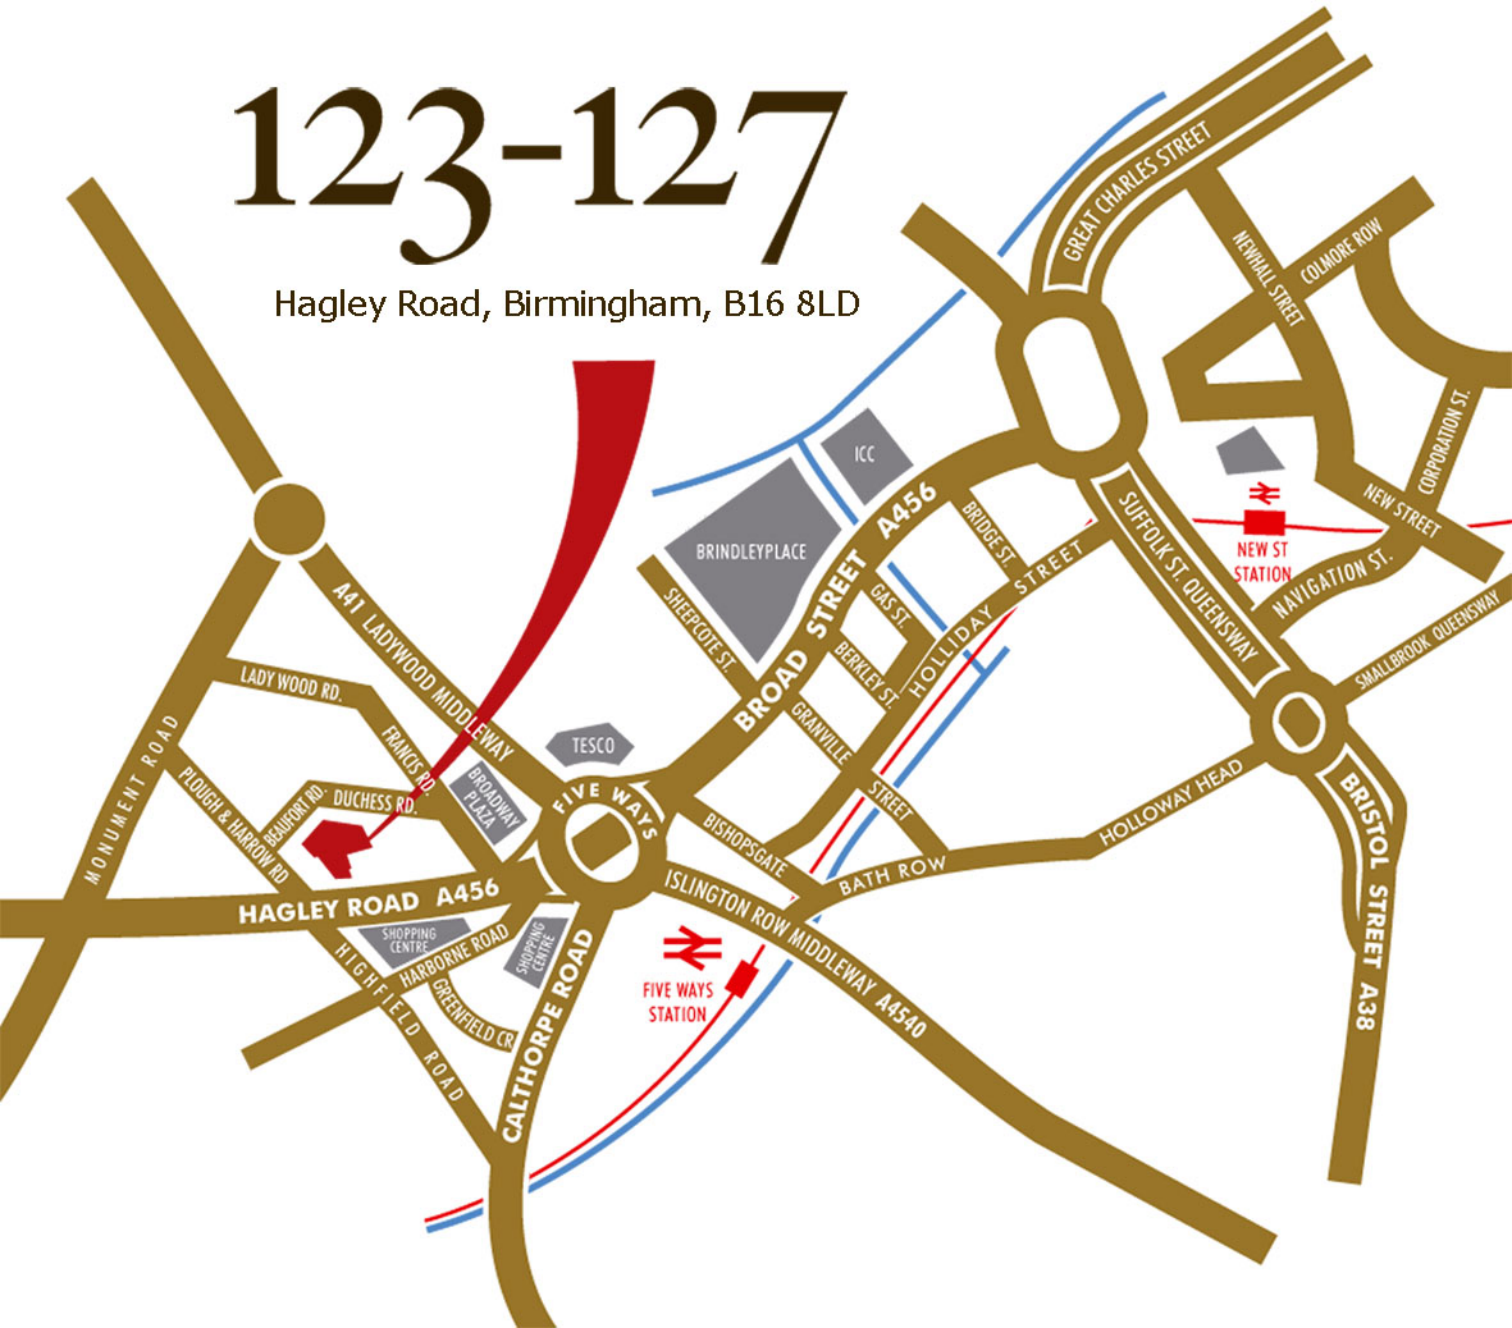 123-127
Hagley Road, Birmingham, B16 8LD
GREAT CHARLES STREET
NEWHALL STREET
COLMORE ROW
CORPORATION ST.
NEW STREET
ICC
BRINDLEYPLACE
A456
BROAD STREET
BRIDGE ST.
SUFFOLK ST. QUEENSWAY
NEW ST
STATION
NAVIGATION ST.
SMALLBROOK QUEENSWAY
SHEEPCOTE ST.
GAS ST.
HOLLIDAY STREET
BERKLEY ST.
GRANVILLE STREET
A41 LADYWOOD MIDDLEWAY
LADY WOOD RD.
FRANCIS RD.
MONUMENT ROAD
PLOUGH & HARROW RD
BEAUFORT RD.
DUCHESS RD.
BROADWAY
PLAZA
TESCO
FIVE WAYS
BISHOPSGATE
BATH ROW
HOLLOWAY HEAD
BRISTOL STREET A38
HAGLEY ROAD A456
SHOPPING
CENTRE
HARBORNE ROAD
SHOPPING
CENTRE
HIGHFIELD ROAD
GREENFIELD CR
CALTHORPE ROAD
ISLINGTON ROW MIDDLEWAY A4540
FIVE WAYS
STATION